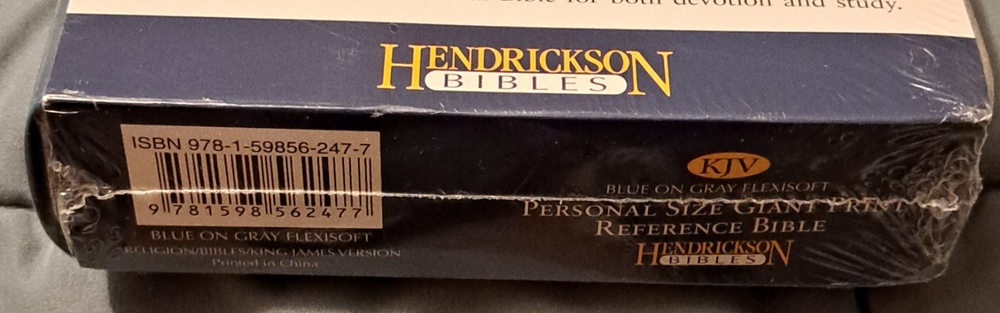 Bible for both devotion and study.
HENDRICKSON
BIBLES
ISBN 978-1-59856-247-7
9 781598 562477
BLUE ON GRAY FLEXISOFT
RELIGION/BIBLES/KING JAMES VERSION
Printed in China
KJV
BLUE ON GRAY FLEXISOFT
PERSONAL SIZE GIANT PRINT
REFERENCE BIBLE
HENDRICKSON
BIBLES